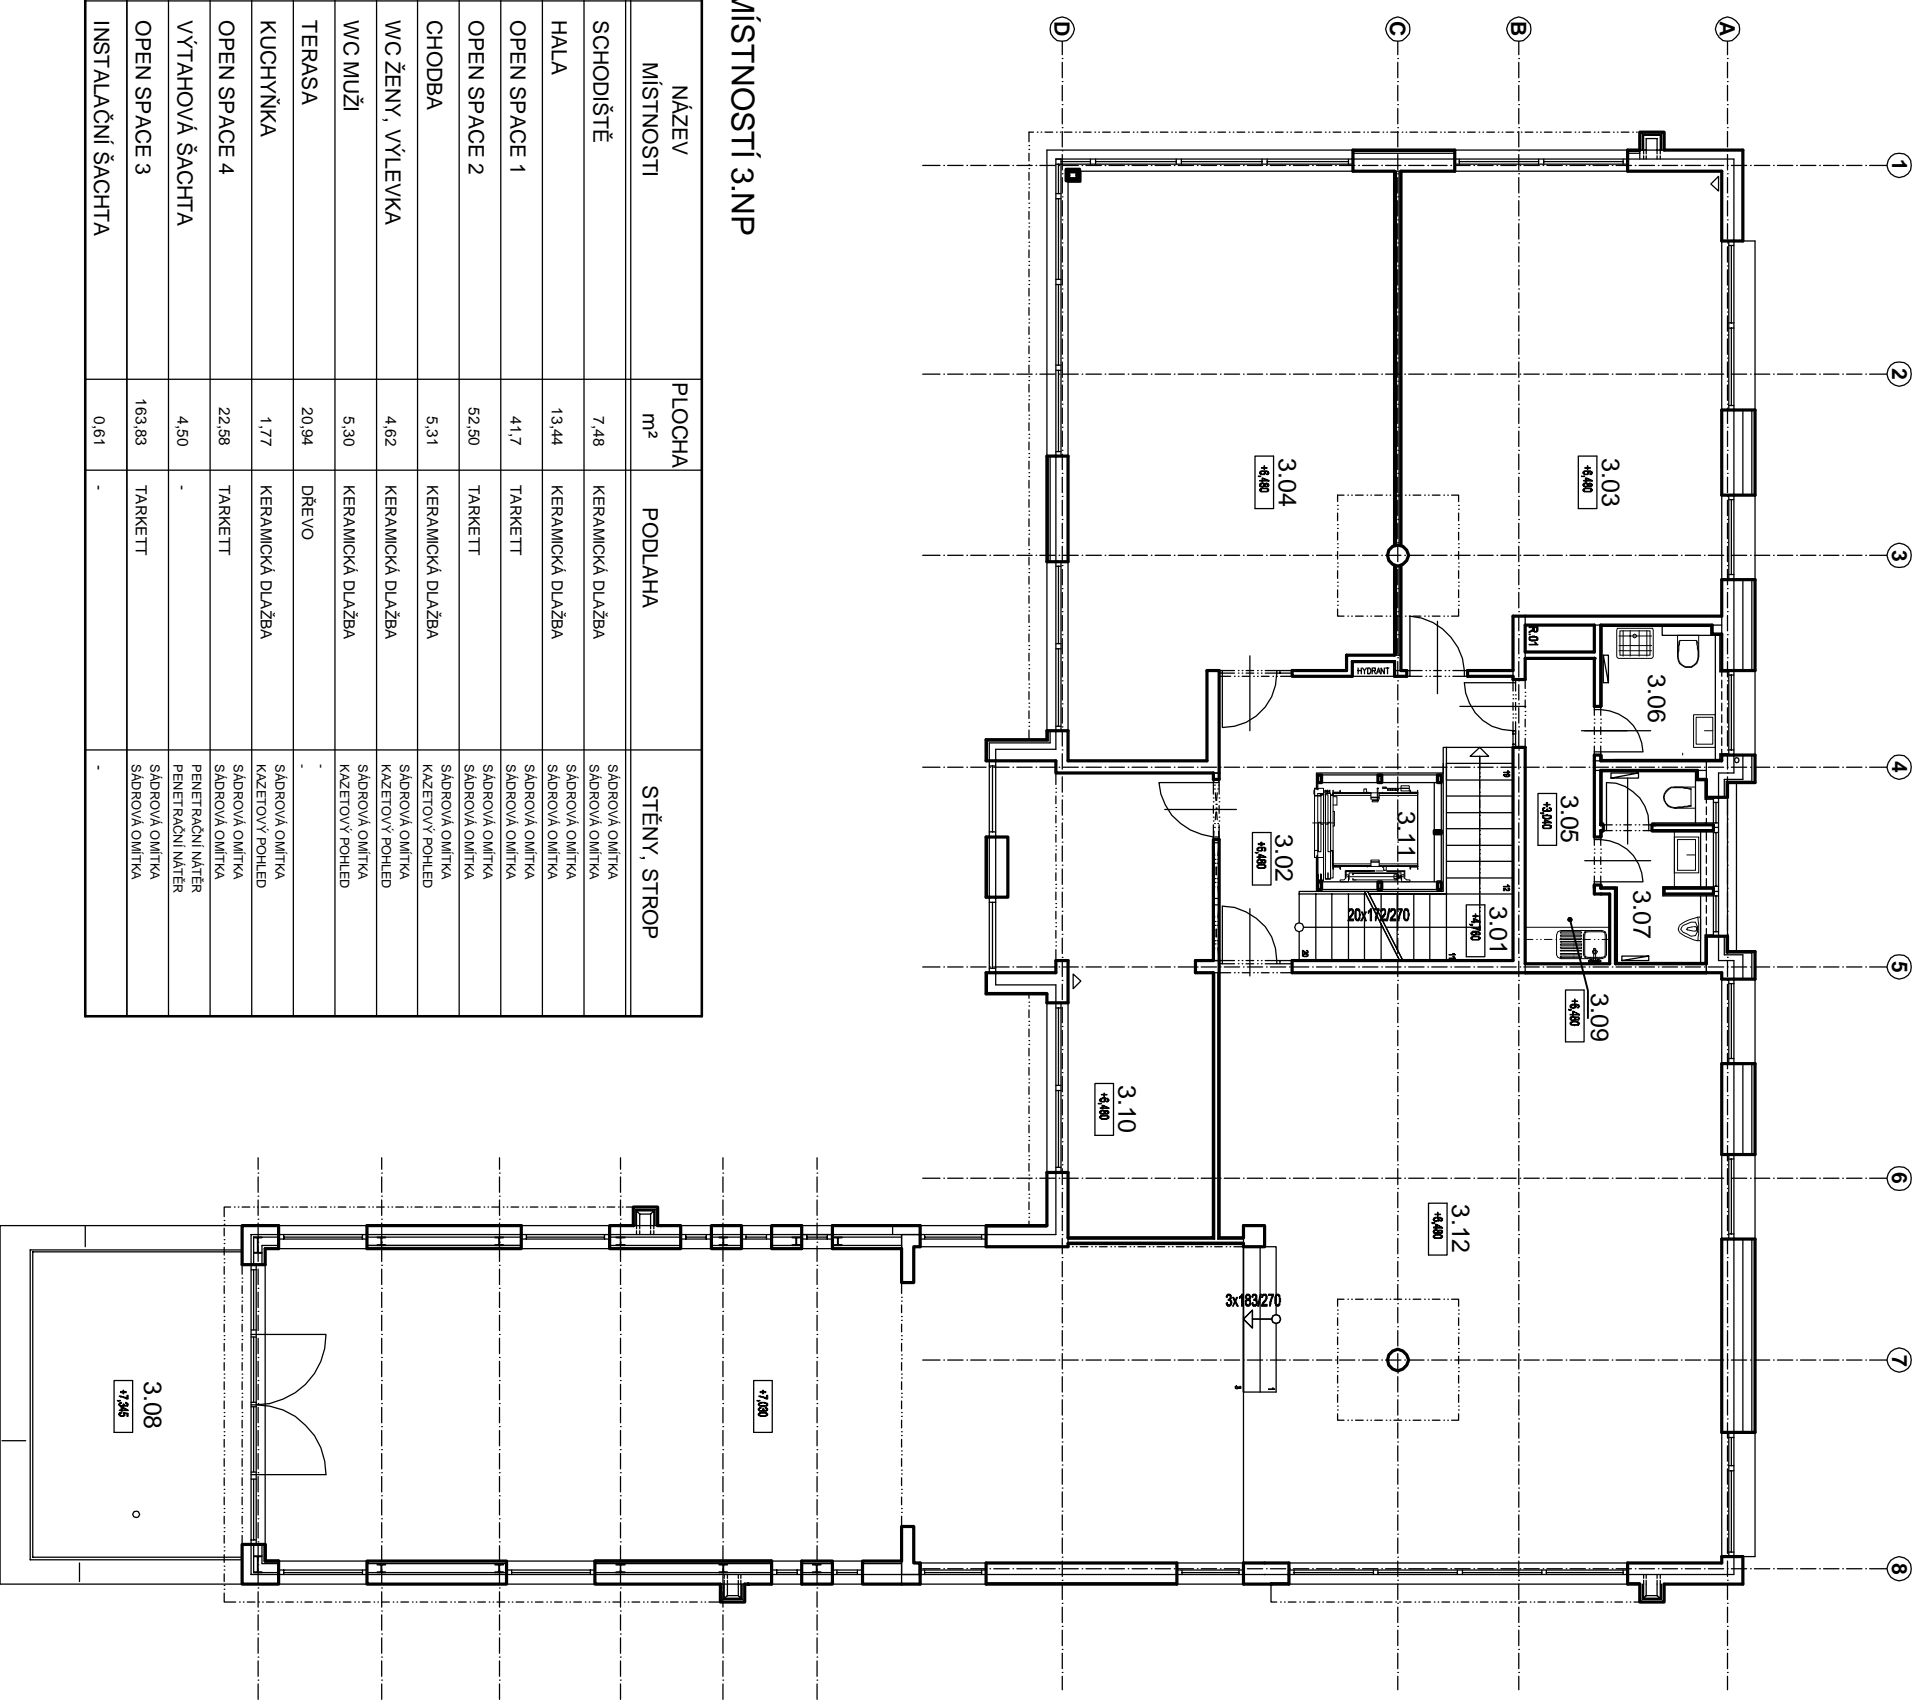 MÍSTNOSTÍ 3.NP
NÁZEV MÍSTNOSTI PLOCHA m² PODLAHA STĚNY, STROP
SCHODIŠTĚ 7,48 KERAMICKÁ DLAŽBA SÁDROVÁ OMÍTKA
SÁDROVÁ OMÍTKA
HALA 13,44 KERAMICKÁ DLAŽBA SÁDROVÁ OMÍTKA
SÁDROVÁ OMÍTKA
OPEN SPACE 1 41,7 TARKETT SÁDROVÁ OMÍTKA
SÁDROVÁ OMÍTKA
OPEN SPACE 2 52,50 TARKETT SÁDROVÁ OMÍTKA
SÁDROVÁ OMÍTKA
CHODBA 5,31 KERAMICKÁ DLAŽBA SÁDROVÁ OMÍTKA
KAZETOVÝ POHLED
WC ŽENY, VÝLEVKA 4,62 KERAMICKÁ DLAŽBA SÁDROVÁ OMÍTKA
KAZETOVÝ POHLED
WC MUŽI 5,30 KERAMICKÁ DLAŽBA SÁDROVÁ OMÍTKA
KAZETOVÝ POHLED
TERASA 20,94 DŘEVO -
-
KUCHYŇKA 1,77 KERAMICKÁ DLAŽBA SÁDROVÁ OMÍTKA
KAZETOVÝ POHLED
OPEN SPACE 4 22,58 TARKETT SÁDROVÁ OMÍTKA
SÁDROVÁ OMÍTKA
VÝTAHOVÁ ŠACHTA 4,50 - PENETRAČNÍ NÁTĚR
PENETRAČNÍ NÁTĚR
OPEN SPACE 3 163,83 TARKETT SÁDROVÁ OMÍTKA
SÁDROVÁ OMÍTKA
INSTALAČNÍ ŠACHTA 0,61 - -
1
2
3
4
5
6
7
8
A
B
C
D
3.03
+6,480
3.04
+6,480
R.01
3.06
HYDRANT
3.05
+3,040
3.07
3.11
3.02
+6,480
19
12
3.01
+4,760
20x172/270
11
20
3.09
+6,480
3.10
+6,480
3.12
+6,480
3x183/270
1
3
+7,030
3.08
+7,345